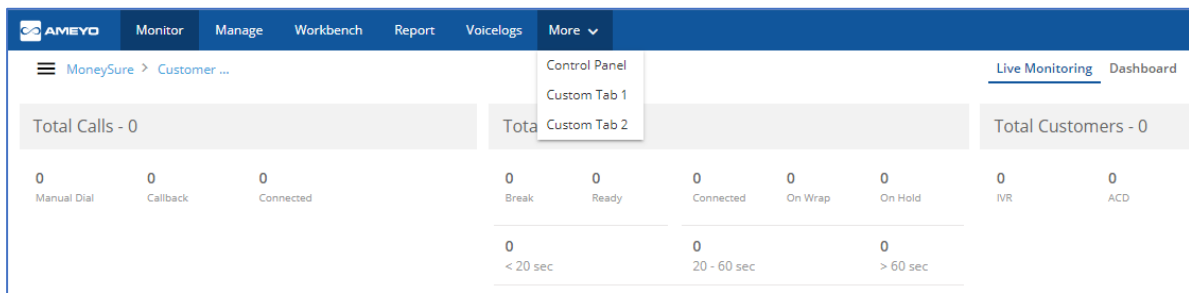 AMEYO Monitor Manage Workbench Report Voicelogs More
MoneySure > Customer ...
Control Panel
Custom Tab 1
Custom Tab 2
Live Monitoring Dashboard
Total Calls - 0
Tota
Total Customers - 0
0 0 0
Manual Dial Callback Connected
0 0 0 0 0
Break Ready Connected On Wrap On Hold
0 0 0
< 20 sec 20 - 60 sec > 60 sec
0 0
IVR ACD